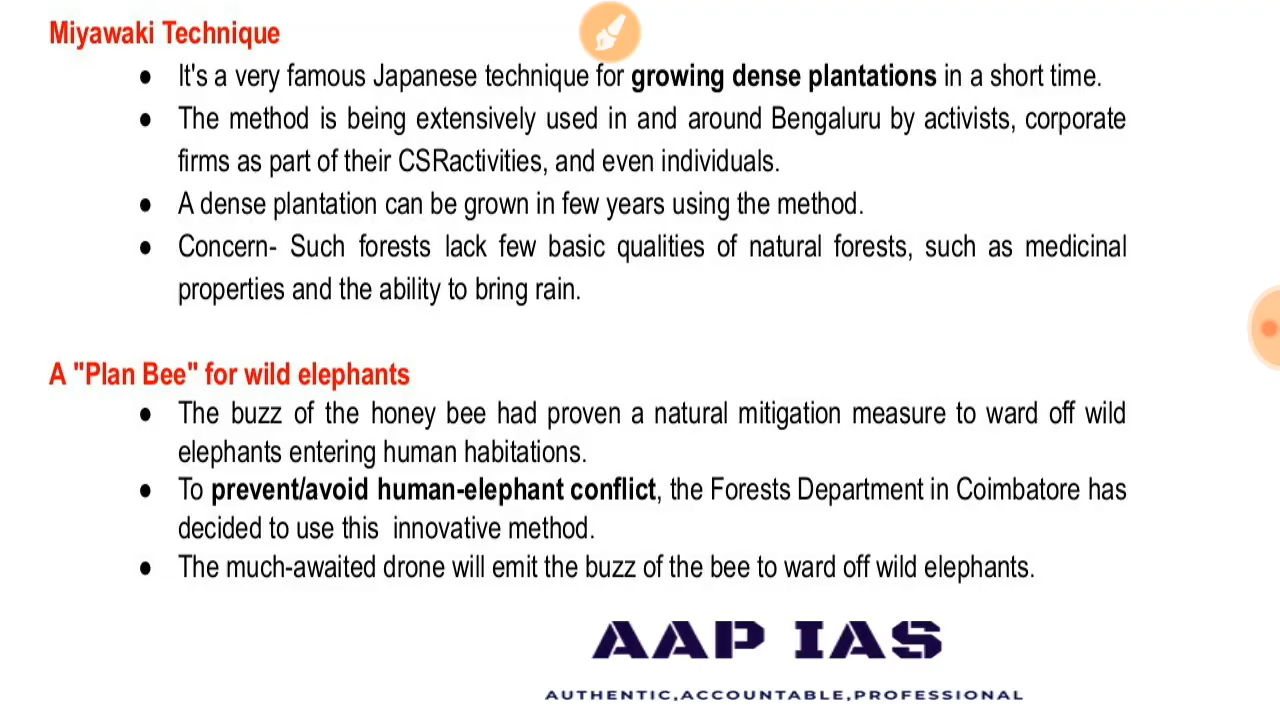 Miyawaki Technique
● It's a very famous Japanese technique for growing dense plantations in a short time.
● The method is being extensively used in and around Bengaluru by activists, corporate
firms as part of their CSRactivities, and even individuals.
● A dense plantation can be grown in few years using the method.
● Concern- Such forests lack few basic qualities of natural forests, such as medicinal
properties and the ability to bring rain.
A "Plan Bee" for wild elephants
● The buzz of the honey bee had proven a natural mitigation measure to ward off wild
elephants entering human habitations.
● To prevent/avoid human-elephant conflict, the Forests Department in Coimbatore has
decided to use this innovative method.
● The much-awaited drone will emit the buzz of the bee to ward off wild elephants.
AAP IAS
AUTHENTIC,ACCOUNTABLE,PROFESSIONAL